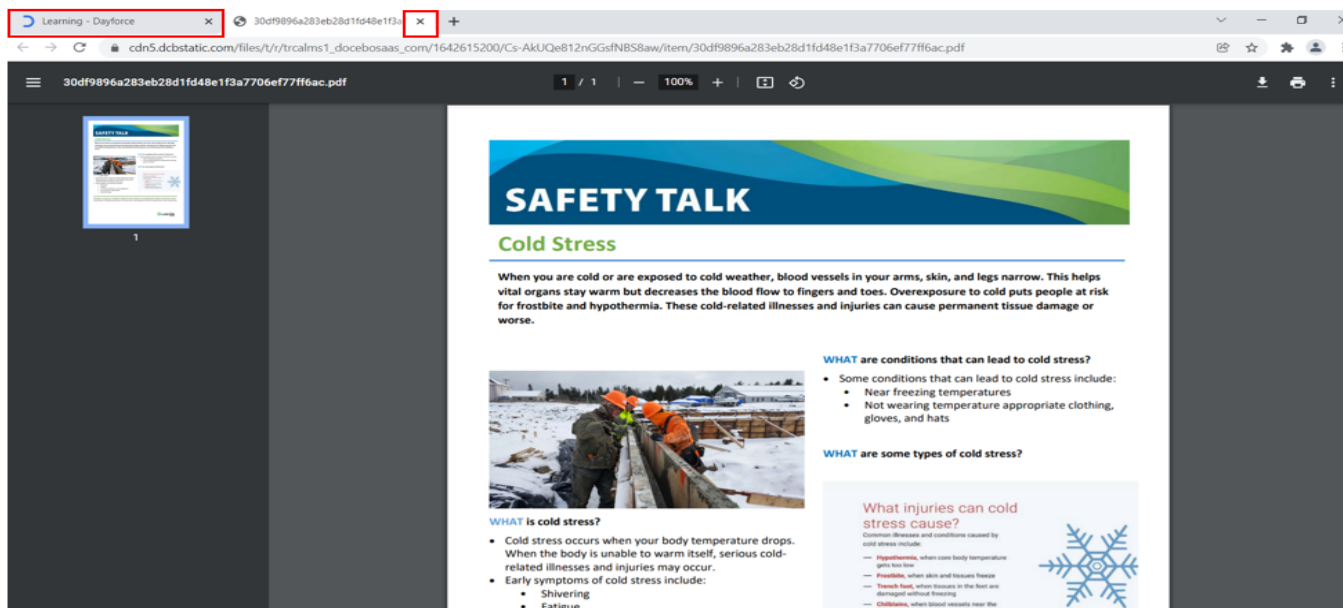 Learning - Dayforce
30df9896a283eb28d1fd48e1f3a
cdn5.dcbstatic.com/files/t/r/trcalms1_docebosaas_com/1642615200/Cs-AkUQe812nGGsfNBS8aw/item/30df9896a283eb28d1fd48e1f3a7706ef77ff6ac.pdf
30df9896a283eb28d1fd48e1f3a7706ef77ff6ac.pdf
1 / 1
100%
SAFETY TALK
1
SAFETY TALK
Cold Stress
When you are cold or are exposed to cold weather, blood vessels in your arms, skin, and legs narrow. This helps
vital organs stay warm but decreases the blood flow to fingers and toes. Overexposure to cold puts people at risk
for frostbite and hypothermia. These cold-related illnesses and injuries can cause permanent tissue damage or
worse.
WHAT is cold stress?
• Cold stress occurs when your body temperature drops.
When the body is unable to warm itself, serious cold-
related illnesses and injuries may occur.
• Early symptoms of cold stress include:
• Shivering
• Fatigue
WHAT are conditions that can lead to cold stress?
• Some conditions that can lead to cold stress include:
• Near freezing temperatures
• Not wearing temperature appropriate clothing,
gloves, and hats
WHAT are some types of cold stress?
What injuries can cold
stress cause?
Common illnesses and conditions caused by
cold stress include:
— Hypothermia, when core body temperature
gets too low
— Frostbite, when skin and tissues freeze
— Trench foot, when tissues in the feet are
damaged without freezing
— Chilblains, when blood vessels near the